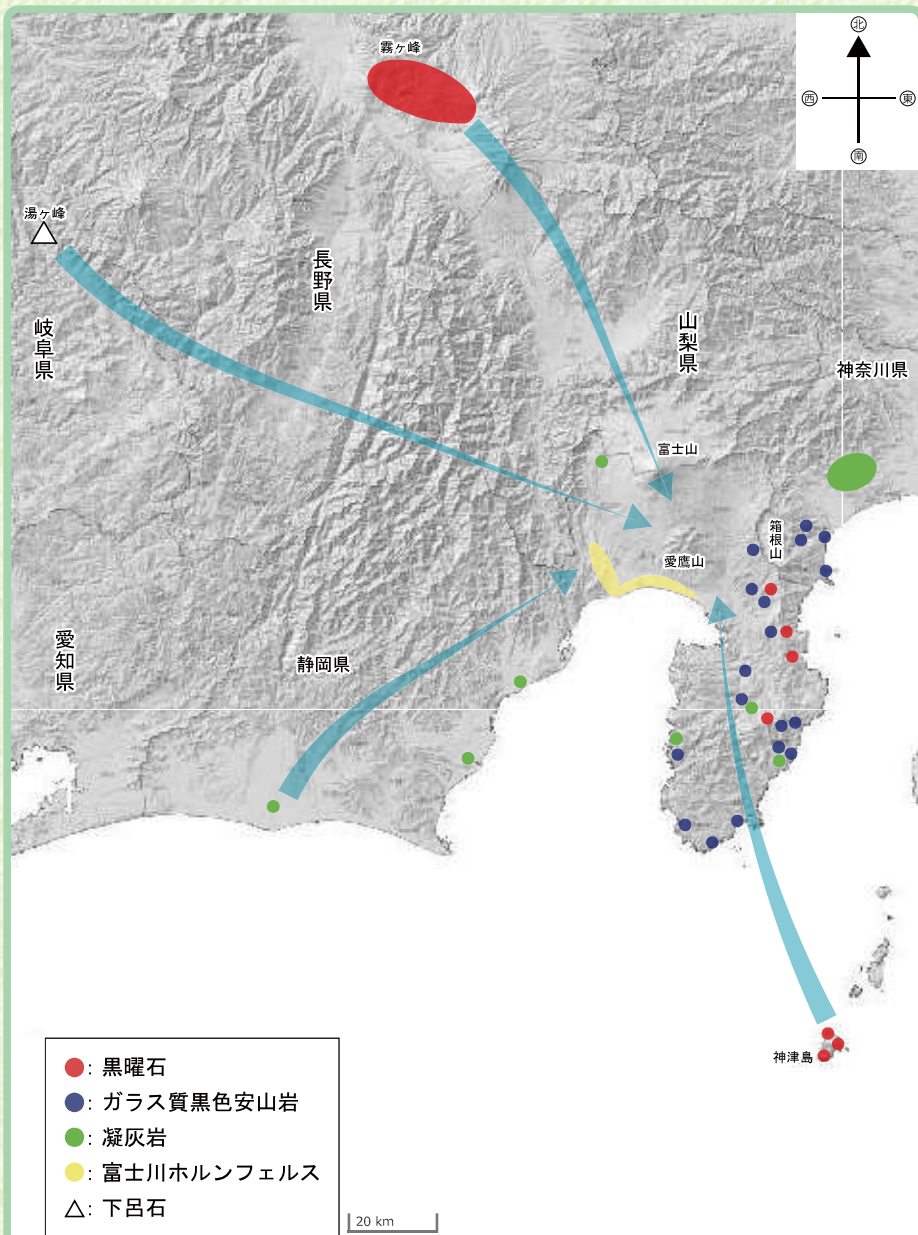 霧ヶ峰
北
西
東
南
湯ヶ峰
長野県
岐阜県
山梨県
神奈川県
富士山
箱根山
愛鷹山
愛知県
静岡県
神津島
: 黒曜石
: ガラス質黒色安山岩
: 凝灰岩
: 富士川ホルンフェルス
: 下呂石
20 km